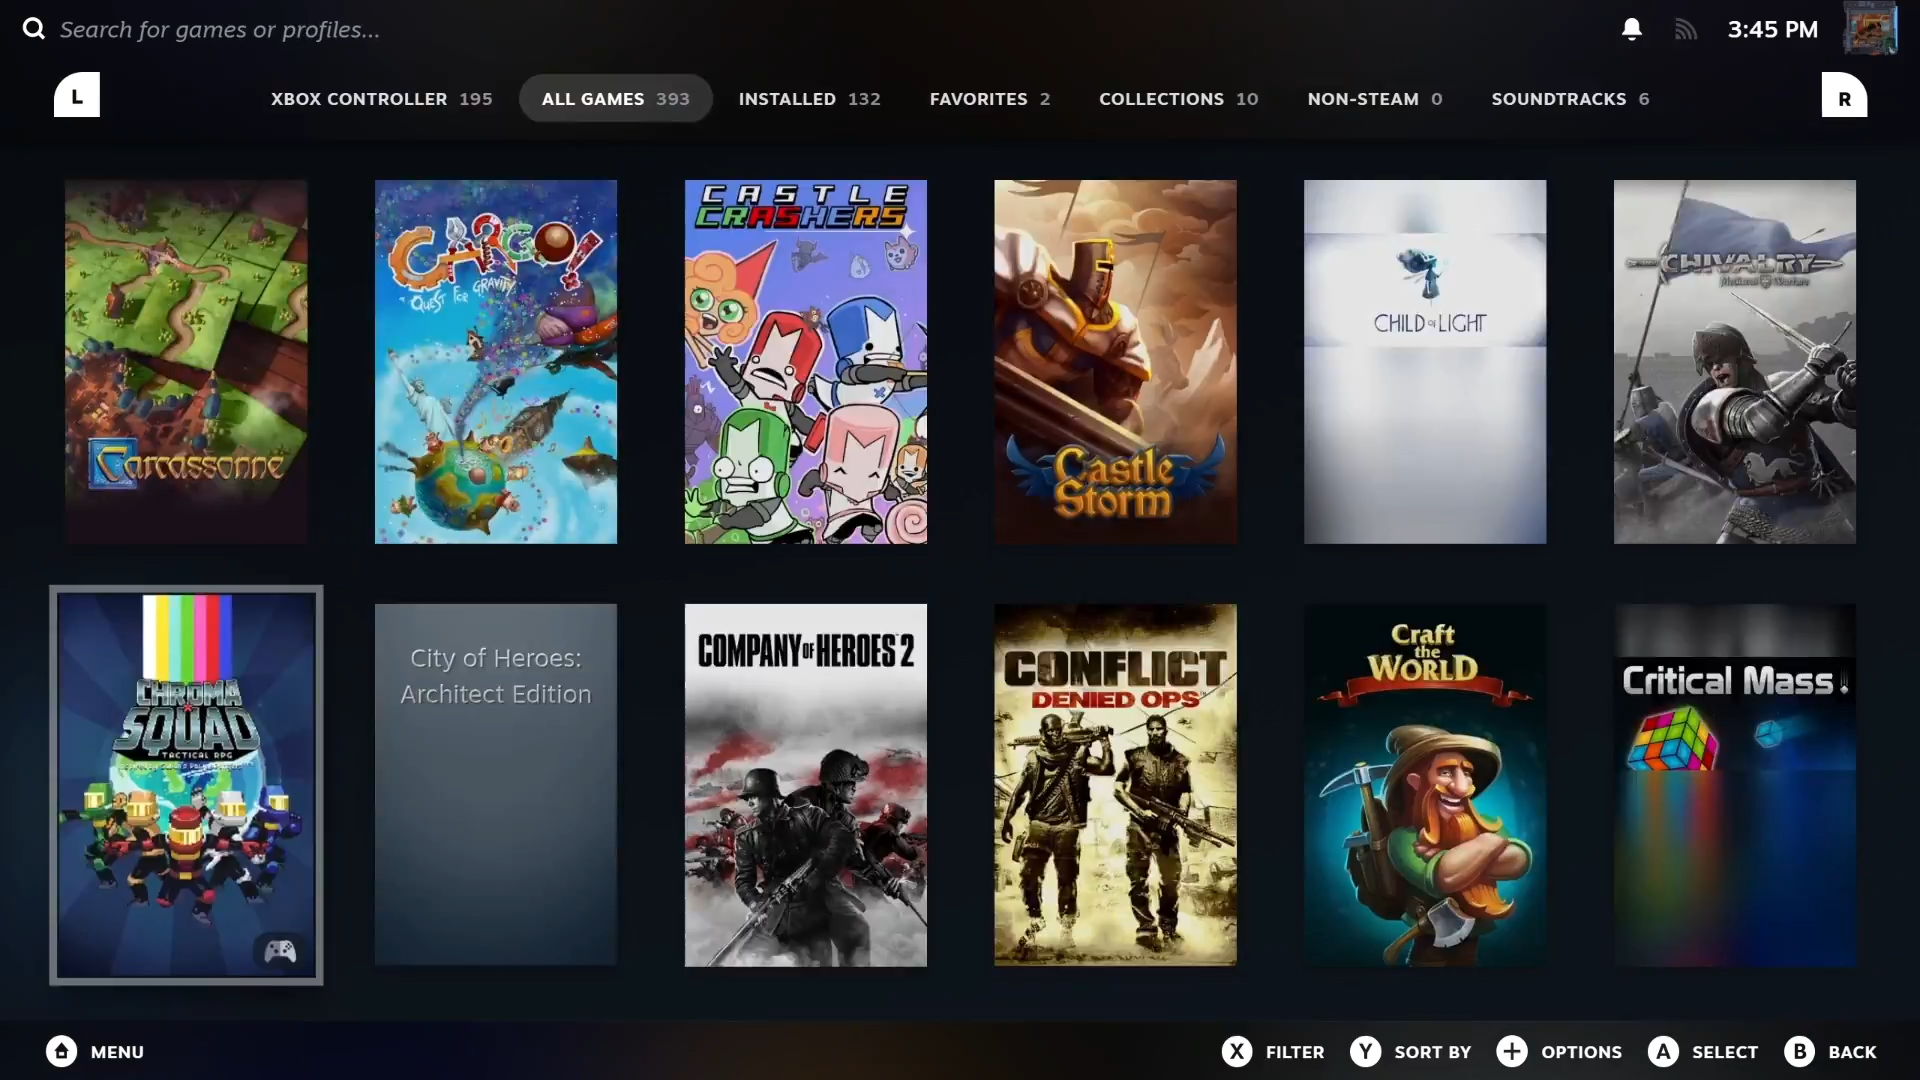 Search for games or profiles...
3:45 PM
L
XBOX CONTROLLER 195
ALL GAMES 393
INSTALLED 132
FAVORITES 2
COLLECTIONS 10
NON-STEAM 0
SOUNDTRACKS 6
R
Carcassonne
CARGO!
QUEST FOR GRAVITY
CASTLE
CRASHERS
Castle
Storm
CHILD OF LIGHT
CHIVALRY
Medieval Warfare
CHROMA
SQUAD
TACTICAL RPG
City of Heroes:
Architect Edition
COMPANY OF HEROES 2
CONFLICT
DENIED OPS™
Craft
the
WORLD
Critical Mass
MENU
X FILTER
Y SORT BY
+ OPTIONS
A SELECT
B BACK